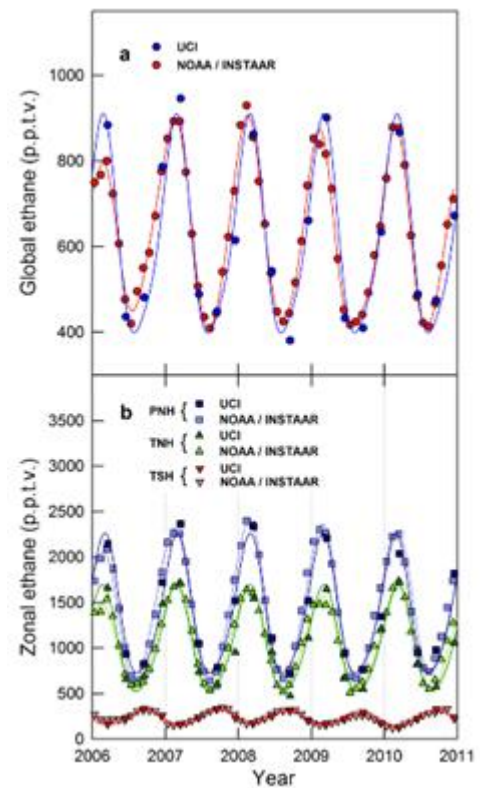 a
UCI
NOAA / INSTAAR
Global ethane (p.p.t.v.)
1000
800
600
400
b
PNH { UCI
NOAA / INSTAAR
TNH { UCI
NOAA / INSTAAR
TSH { UCI
NOAA / INSTAAR
Zonal ethane (p.p.t.v.)
3500
3000
2500
2000
1500
1000
500
0
2006 2007 2008 2009 2010 2011
Year